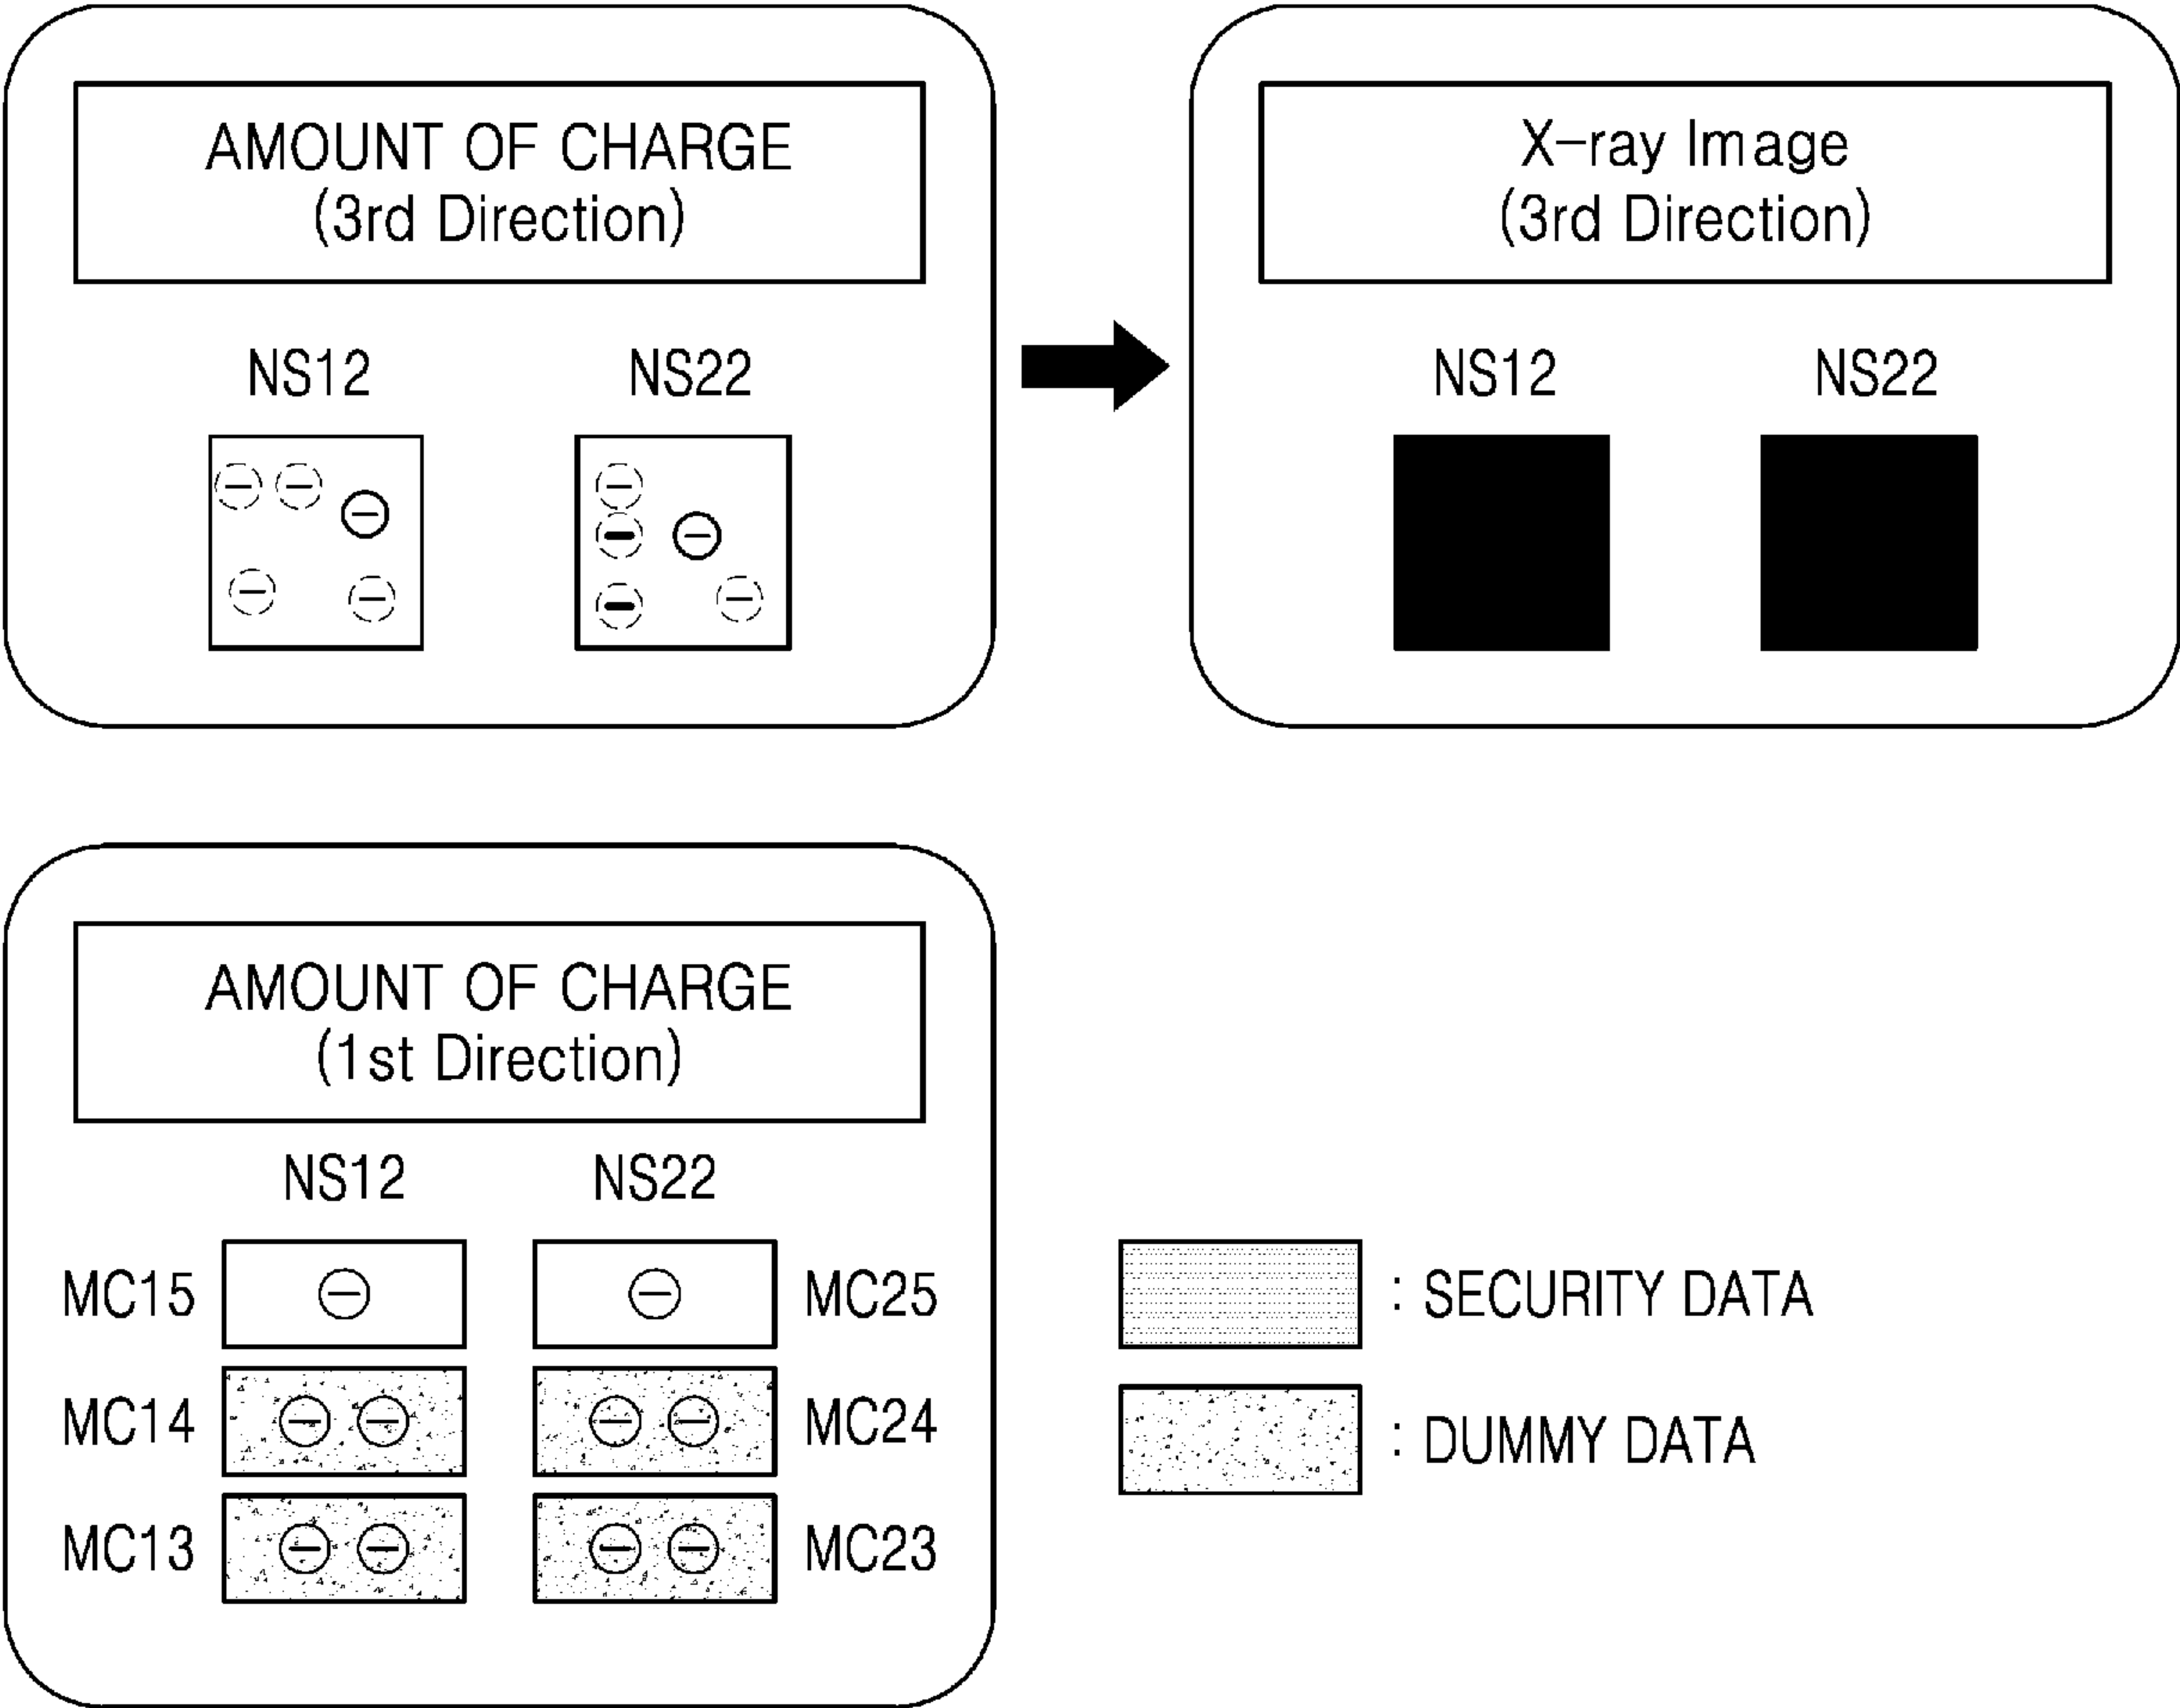 AMOUNT OF CHARGE
(3rd Direction)
NS12 NS22
X-ray Image
(3rd Direction)
NS12 NS22
AMOUNT OF CHARGE
(1st Direction)
NS12 NS22
MC15 MC25
MC14 MC24
MC13 MC23
: SECURITY DATA
: DUMMY DATA